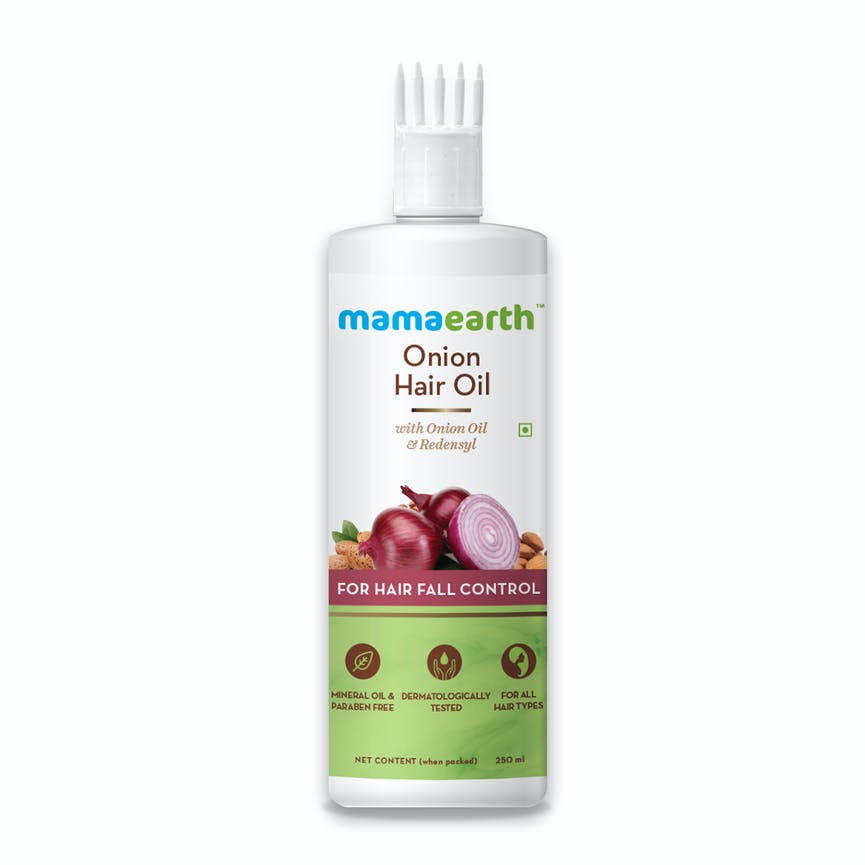 mamaearth™
Onion
Hair Oil
with Onion Oil
& Redensyl
FOR HAIR FALL CONTROL
MINERAL OIL &
PARABEN FREE
DERMATOLOGICALLY
TESTED
FOR ALL
HAIR TYPES
NET CONTENT (when packed) 250 ml